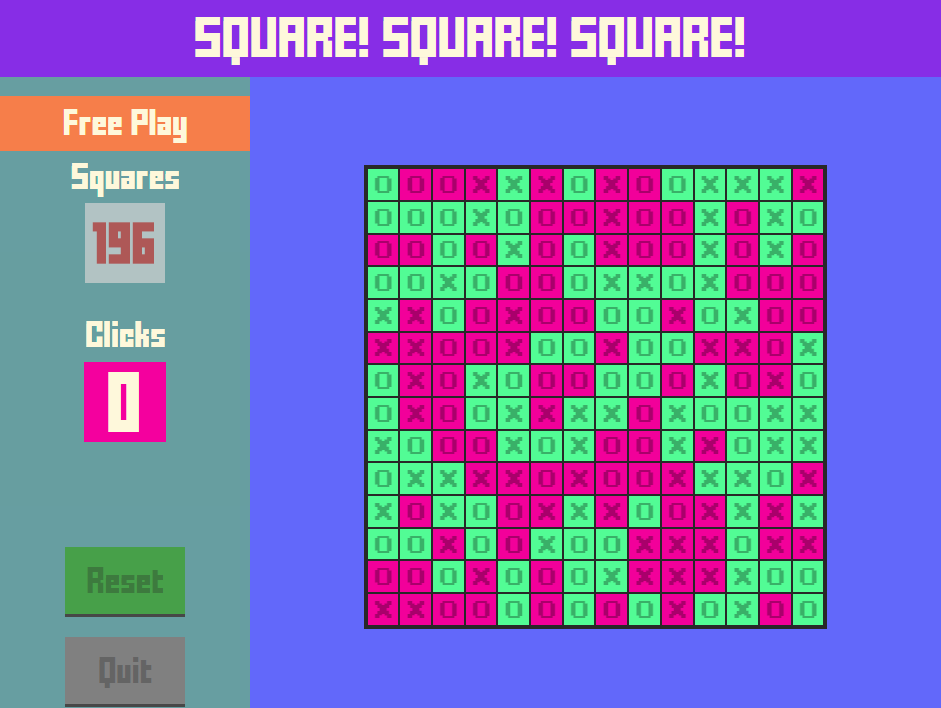 SQUARE! SQUARE! SQUARE!
Free Play
Squares
196
Clicks
0
Reset
Quit
O O O X X X O X O O X X X X
O O O X O O O X O O X O X O
O O O O X O O X O O X O X O
O O X O O O O X X O X O O O
X X O O X O O O O X O X O O
X X O O X O O X O O X X O X
O X O X O O O O O O X O X O
O X O O X X X X O X O O X X
X O O O X O X O O X X O X X
O X X X X O X O O X X X O X
X O X O O X X X O O X X X X
O O X O O X O O X X X O X X
O O O X O O O X X X X X O O
X X O O O O O O O X O X O O